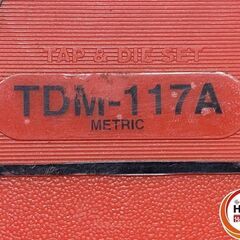 TAP & DIE SET
TDM-117A
METRIC